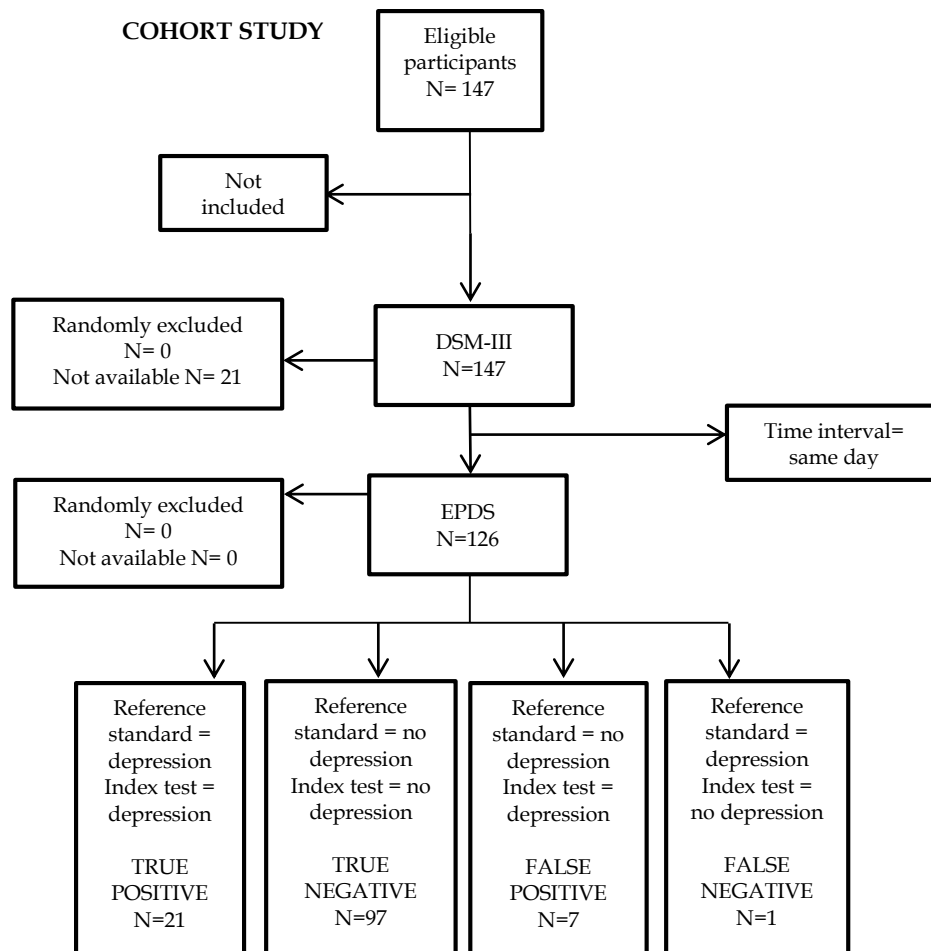 COHORT STUDY
Eligible
participants
N= 147
Not
included
Randomly excluded
N= 0
Not available N= 21
DSM-III
N=147
Time interval=
same day
Randomly excluded
N= 0
Not available N= 0
EPDS
N=126
Reference
standard =
depression
Index test =
depression
TRUE
POSITIVE
N=21
Reference
standard = no
depression
Index test = no
depression
TRUE
NEGATIVE
N=97
Reference
standard = no
depression
Index test =
depression
FALSE
POSITIVE
N=7
Reference
standard =
depression
Index test =
no depression
FALSE
NEGATIVE
N=1